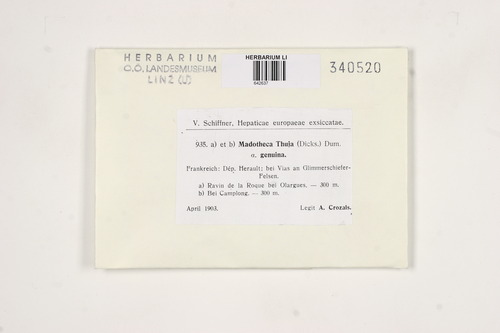 HERBARIUM
O.Ö. LANDESMUSEUM
LINZ (LI)
HERBARIUM LI
042637
340520
V. Schiffner, Hepaticae europaeae exsiccatae.
935. a) et b) Madotheca Thuja (Dicks.) Dum.
α. genuina.
Frankreich: Dép. Herault: bei Vias an Glimmerschiefer-
Felsen.
a) Ravin de la Roque bei Olargues. — 300 m.
b) Bei Camplong. — 300 m.
April 1903.
Legit A. Crozals.